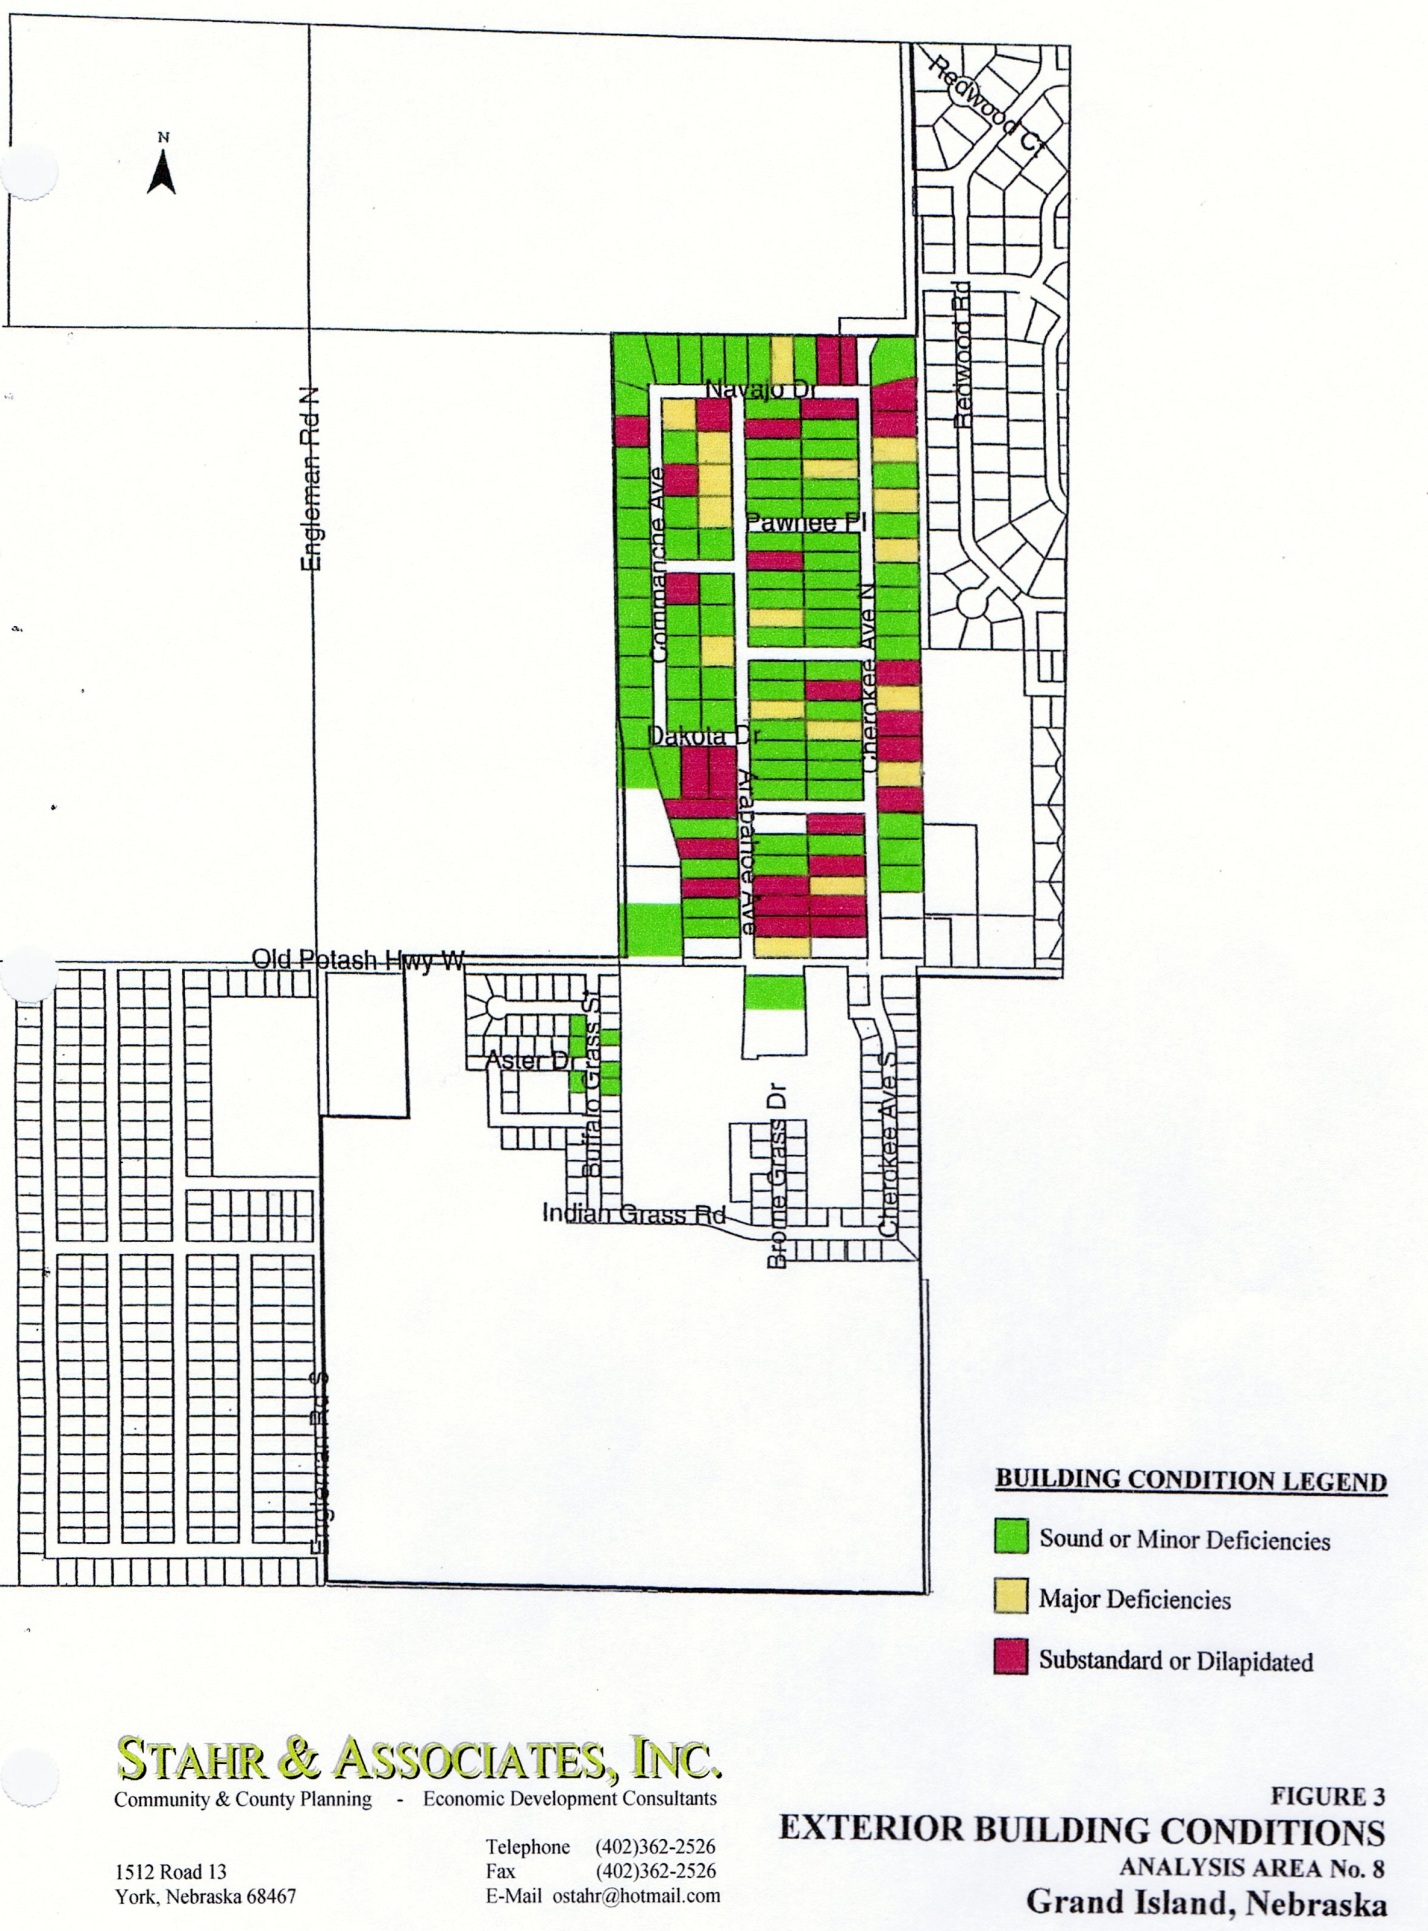 N
Redwood Ct
Redwood Rd
Engleman Rd N
Navajo Dr
Commanche Ave
Pawnee Pl
Cherokee Ave N
Dakota Dr
Arapahoe Ave
Old Potash Hwy W
Aster Dr
Buffalo Grass St
Brome Grass Dr
Cherokee Ave S
Indian Grass Rd
Engleman Rd S
BUILDING CONDITION LEGEND
Sound or Minor Deficiencies
Major Deficiencies
Substandard or Dilapidated
STAHR & ASSOCIATES, INC.
Community & County Planning - Economic Development Consultants
Telephone (402)362-2526
1512 Road 13 Fax (402)362-2526
York, Nebraska 68467 E-Mail ostahr@hotmail.com
FIGURE 3
EXTERIOR BUILDING CONDITIONS
ANALYSIS AREA No. 8
Grand Island, Nebraska